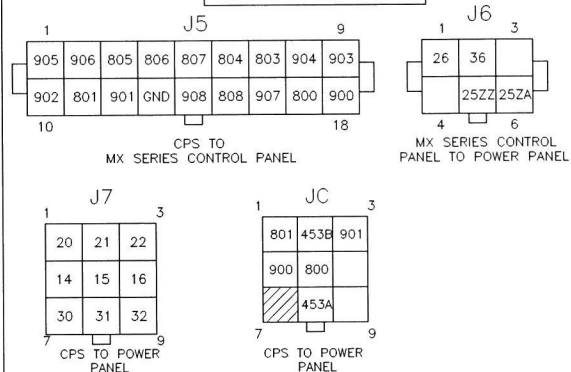 J5
1 9
905 906 805 806 807 804 803 904 903
902 801 901 GND 908 808 907 800 900
10 18
CPS TO
MX SERIES CONTROL PANEL
J6
1 3
26 36
25ZZ 25ZA
4 6
MX SERIES CONTROL
PANEL TO POWER PANEL
J7
1 3
20 21 22
14 15 16
30 31 32
7 9
CPS TO POWER
PANEL
JC
1 3
801 453B 901
900 800
453A
7 9
CPS TO POWER
PANEL